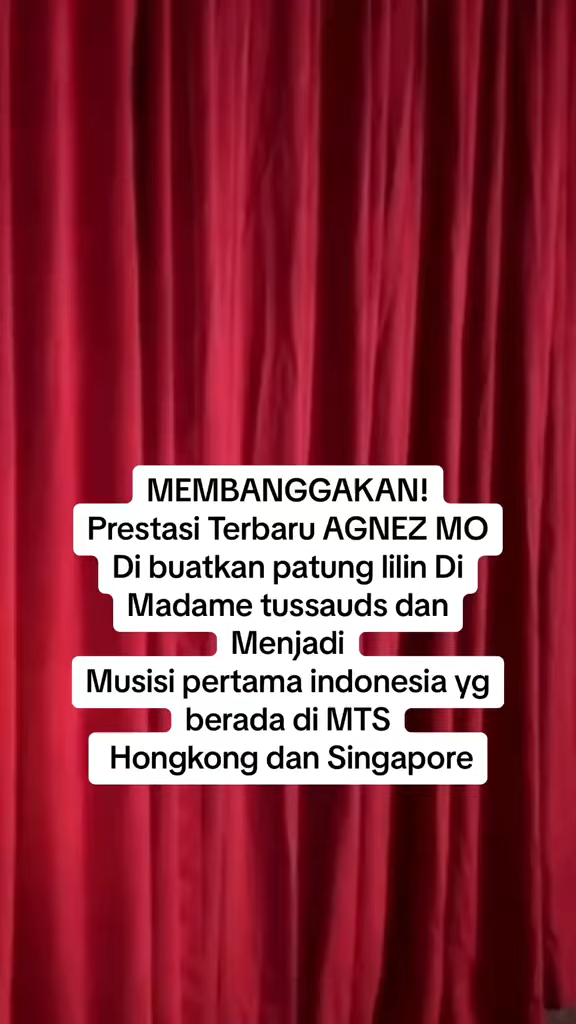 MEMBANGGAKAN!
Prestasi Terbaru AGNEZ MO
Di buatkan patung lilin Di
Madame tussauds dan
Menjadi
Musisi pertama indonesia yg
berada di MTS
Hongkong dan Singapore